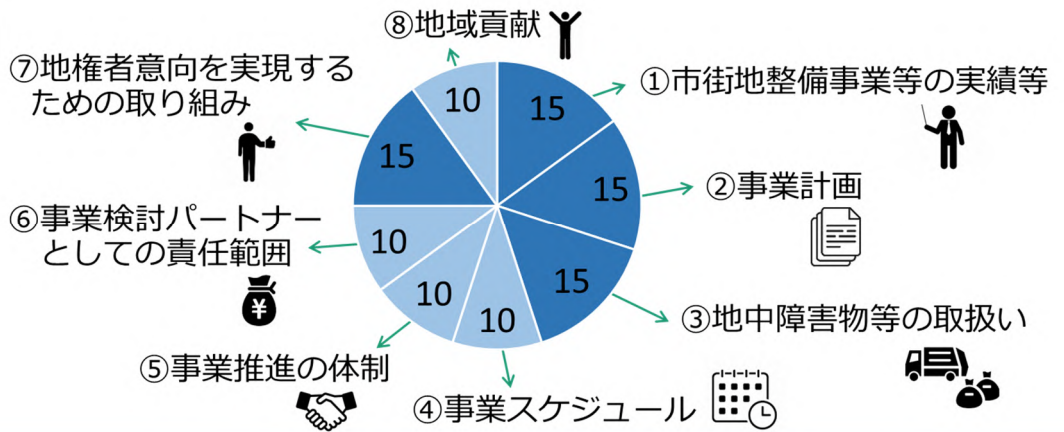 ⑧地域貢献
10
①市街地整備事業等の実績等
15
②事業計画
15
③地中障害物等の取扱い
15
④事業スケジュール
10
⑤事業推進の体制
10
⑥事業検討パートナー
としての責任範囲
10
¥
⑦地権者意向を実現する
ための取り組み
15